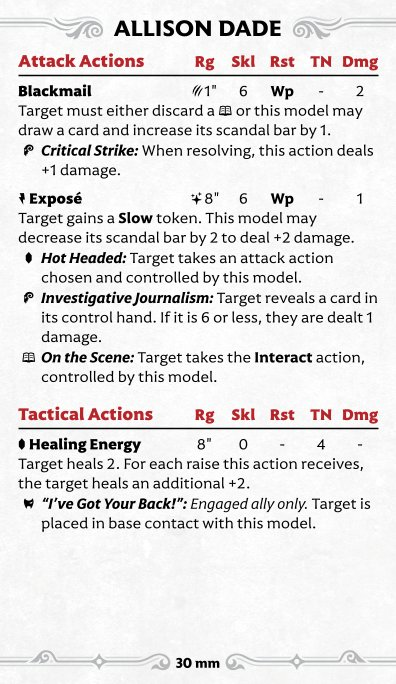 ALLISON DADE
Attack Actions Rg Skl Rst TN Dmg
Blackmail 1" 6 Wp - 2
Target must either discard a or this model may
draw a card and increase its scandal bar by 1.
Critical Strike: When resolving, this action deals
+1 damage.
Exposé 8" 6 Wp - 1
Target gains a Slow token. This model may
decrease its scandal bar by 2 to deal +2 damage.
Hot Headed: Target takes an attack action
chosen and controlled by this model.
Investigative Journalism: Target reveals a card in
its control hand. If it is 6 or less, they are dealt 1
damage.
On the Scene: Target takes the Interact action,
controlled by this model.
Tactical Actions Rg Skl Rst TN Dmg
Healing Energy 8" 0 - 4 -
Target heals 2. For each raise this action receives,
the target heals an additional +2.
“I’ve Got Your Back!”: Engaged ally only. Target is
placed in base contact with this model.
30 mm